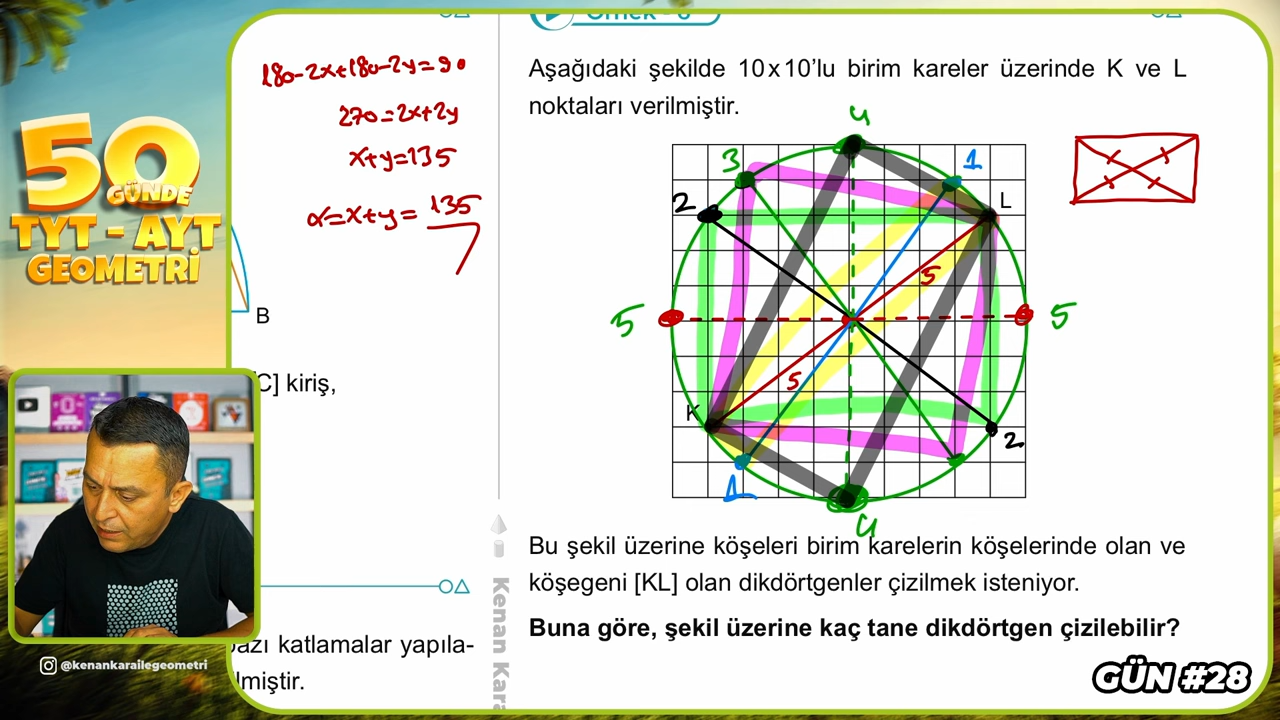 50
GÜNDE
TYT - AYT
GEOMETRİ
@kenankarailegeometri
180-2x+180-2y=90
270=2x+2y
x+y=135
α=x+y=135
B
C] kiriş,
azı katlamalar yapıla-
lmiştir.
Kenan Kara
Örnek - 6
Aşağıdaki şekilde 10x10’lu birim kareler üzerinde K ve L
noktaları verilmiştir.
4
3
1
2
L
5
5
5
5
K
2
1
4
Bu şekil üzerine köşeleri birim karelerin köşelerinde olan ve
köşegeni [KL] olan dikdörtgenler çizilmek isteniyor.
Buna göre, şekil üzerine kaç tane dikdörtgen çizilebilir?
GÜN #28